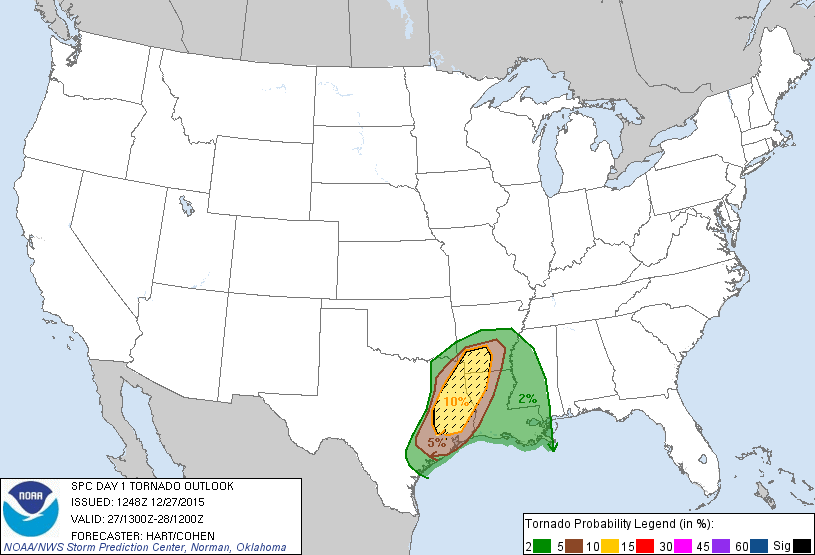 2%
10%
5%
NOAA
SPC DAY 1 TORNADO OUTLOOK
ISSUED: 1248Z 12/27/2015
VALID: 27/1300Z-28/1200Z
FORECASTER: HART/COHEN
NOAA/NWS Storm Prediction Center, Norman, Oklahoma
Tornado Probability Legend (in %):
2 5 10 15 30 45 60 Sig